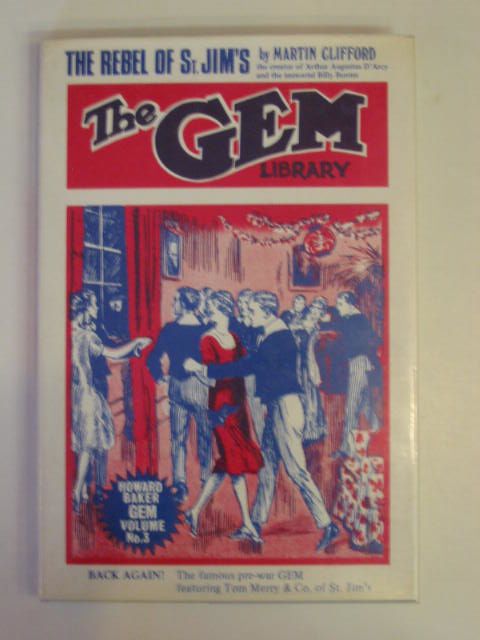 THE REBEL OF ST. JIM'S by MARTIN CLIFFORD
the creator of Arthur Augustus D'Arcy
and the immortal Billy Bunter
The GEM
LIBRARY
HOWARD
BAKER
GEM
VOLUME
No.3
BACK AGAIN! The famous pre-war GEM
featuring Tom Merry & Co. of St. Jim's